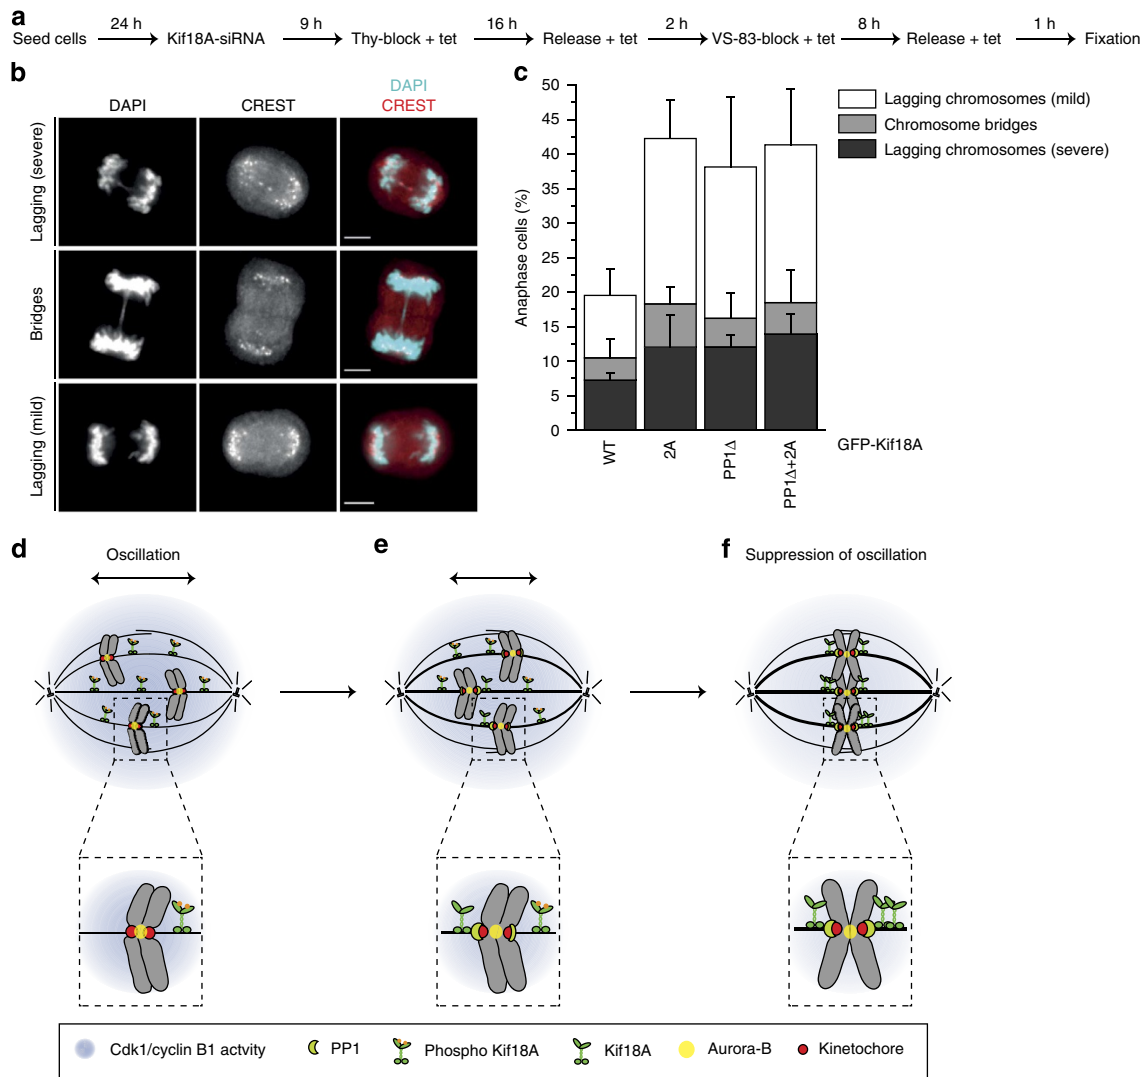 a
24 h 9 h 16 h 2 h 8 h 1 h
Seed cells Kif18A-siRNA Thy-block + tet Release + tet VS-83-block + tet Release + tet Fixation
b
DAPI CREST DAPI
CREST
Lagging (severe)
Bridges
Lagging (mild)
c
50
45
40
35
30
25
20
15
10
5
0
Anaphase cells (%)
Lagging chromosomes (mild)
Chromosome bridges
Lagging chromosomes (severe)
WT 2A PP1Δ PP1Δ+2A
GFP-Kif18A
d
Oscillation
e
f
Suppression of oscillation
Cdk1/cyclin B1 actvity PP1 Phospho Kif18A Kif18A Aurora-B Kinetochore